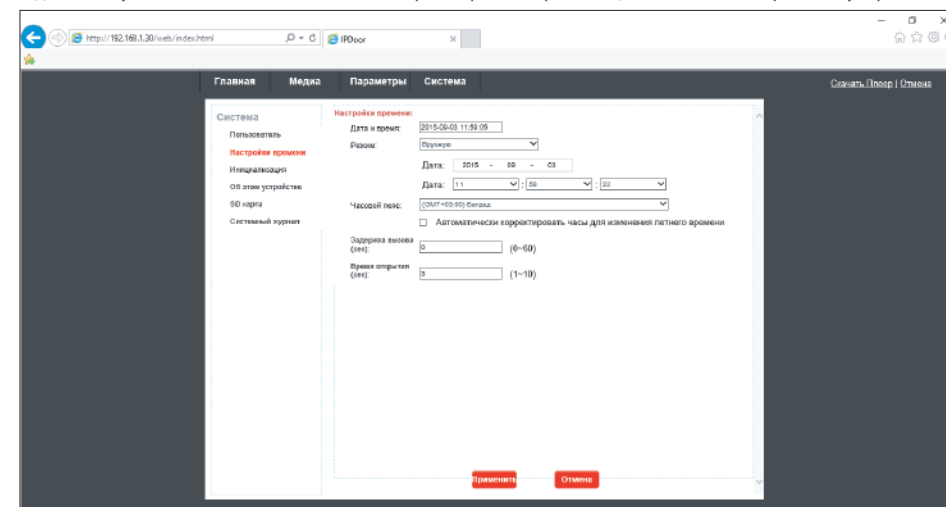 http://192.168.1.30/web/index.html
IPDoor
Главная Медиа Параметры Система
Скачать Плеер | Отмена
Система
Пользователь
Настройки времени
Инициализация
Об этом устройстве
SD карта
Системный журнал
Настройки времени:
Дата и время: 2015-09-03 11:59:05
Режим: Вручную
Дата: 2015 - 09 - 03
Дата: 11 : 59 : 22
Часовой пояс: (GMT+03:00)
Автоматически корректировать часы для изменения летнего времени
Задержка вызова (сек): 0 (0~60)
Время открытия (сек): 3 (1~10)
Применить Отмена